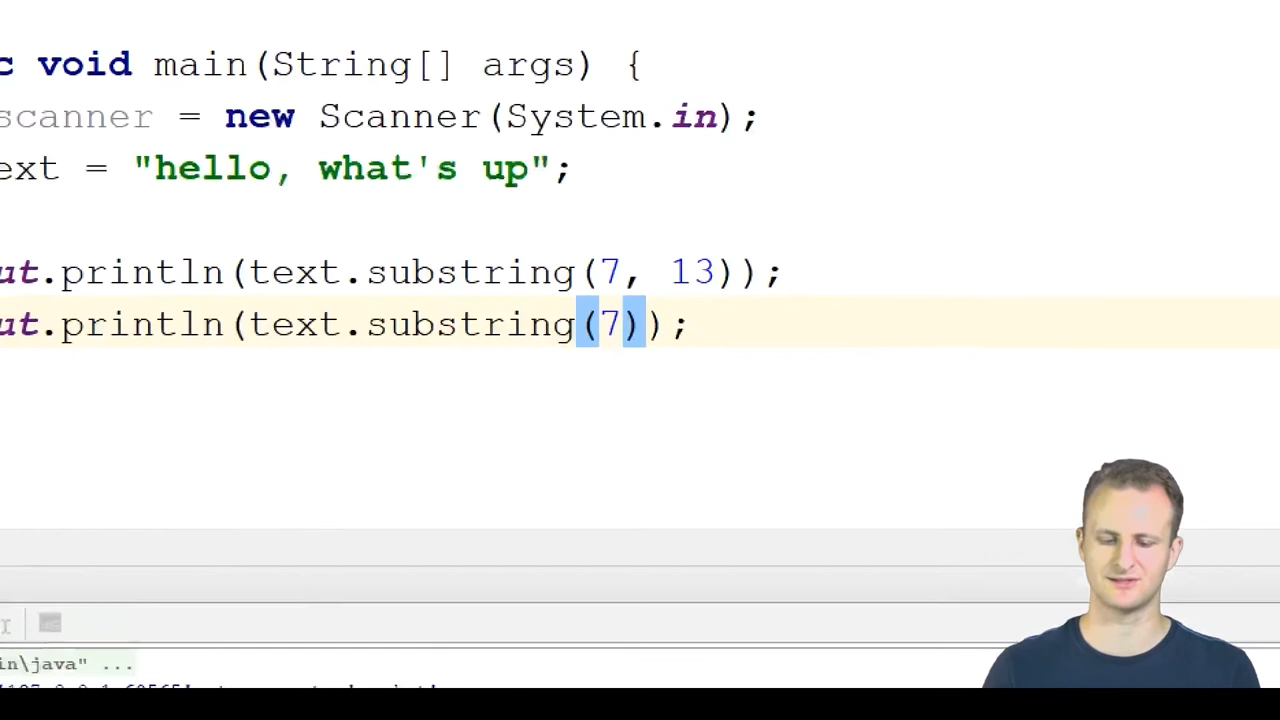 c void main(String[] args) {
scanner = new Scanner(System.in);
ext = "hello, what's up";
ut.println(text.substring(7, 13));
ut.println(text.substring(7));
in\java" ...